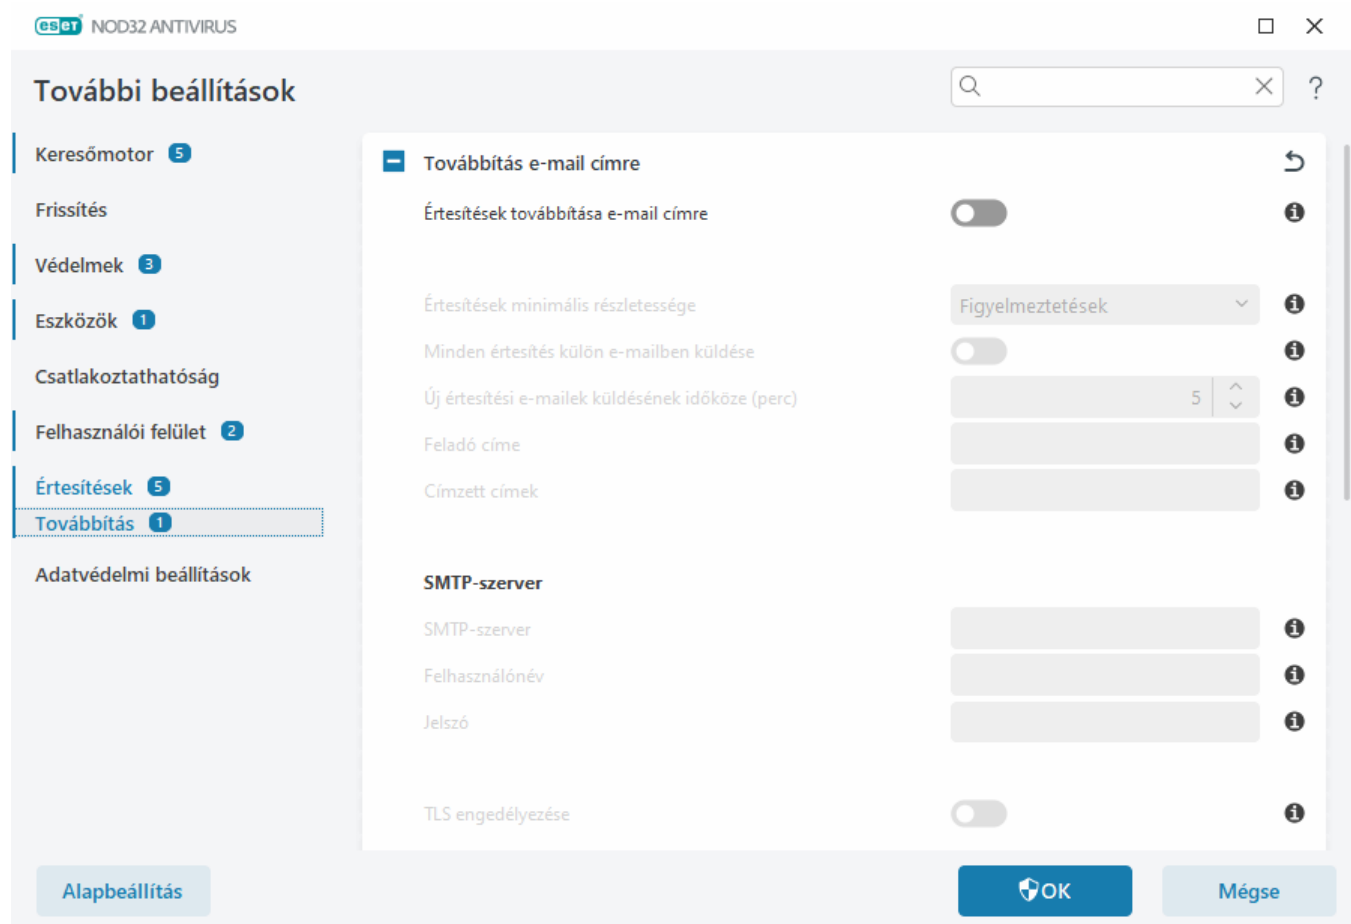 eset NOD32 ANTIVIRUS
További beállítások
?
Keresőmotor 5
Frissítés
Védelmek 3
Eszközök 1
Csatlakoztathatóság
Felhasználói felület 2
Értesítések 5
Továbbítás 1
Adatvédelmi beállítások
Továbbítás e-mail címre
Értesítések továbbítása e-mail címre
Értesítések minimális részletessége
Figyelmeztetések
Minden értesítés külön e-mailben küldése
Új értesítési e-mailek küldésének időköze (perc)
5
Feladó címe
Címzett címek
SMTP-szerver
SMTP-szerver
Felhasználónév
Jelszó
TLS engedélyezése
Alapbeállítás
OK
Mégse